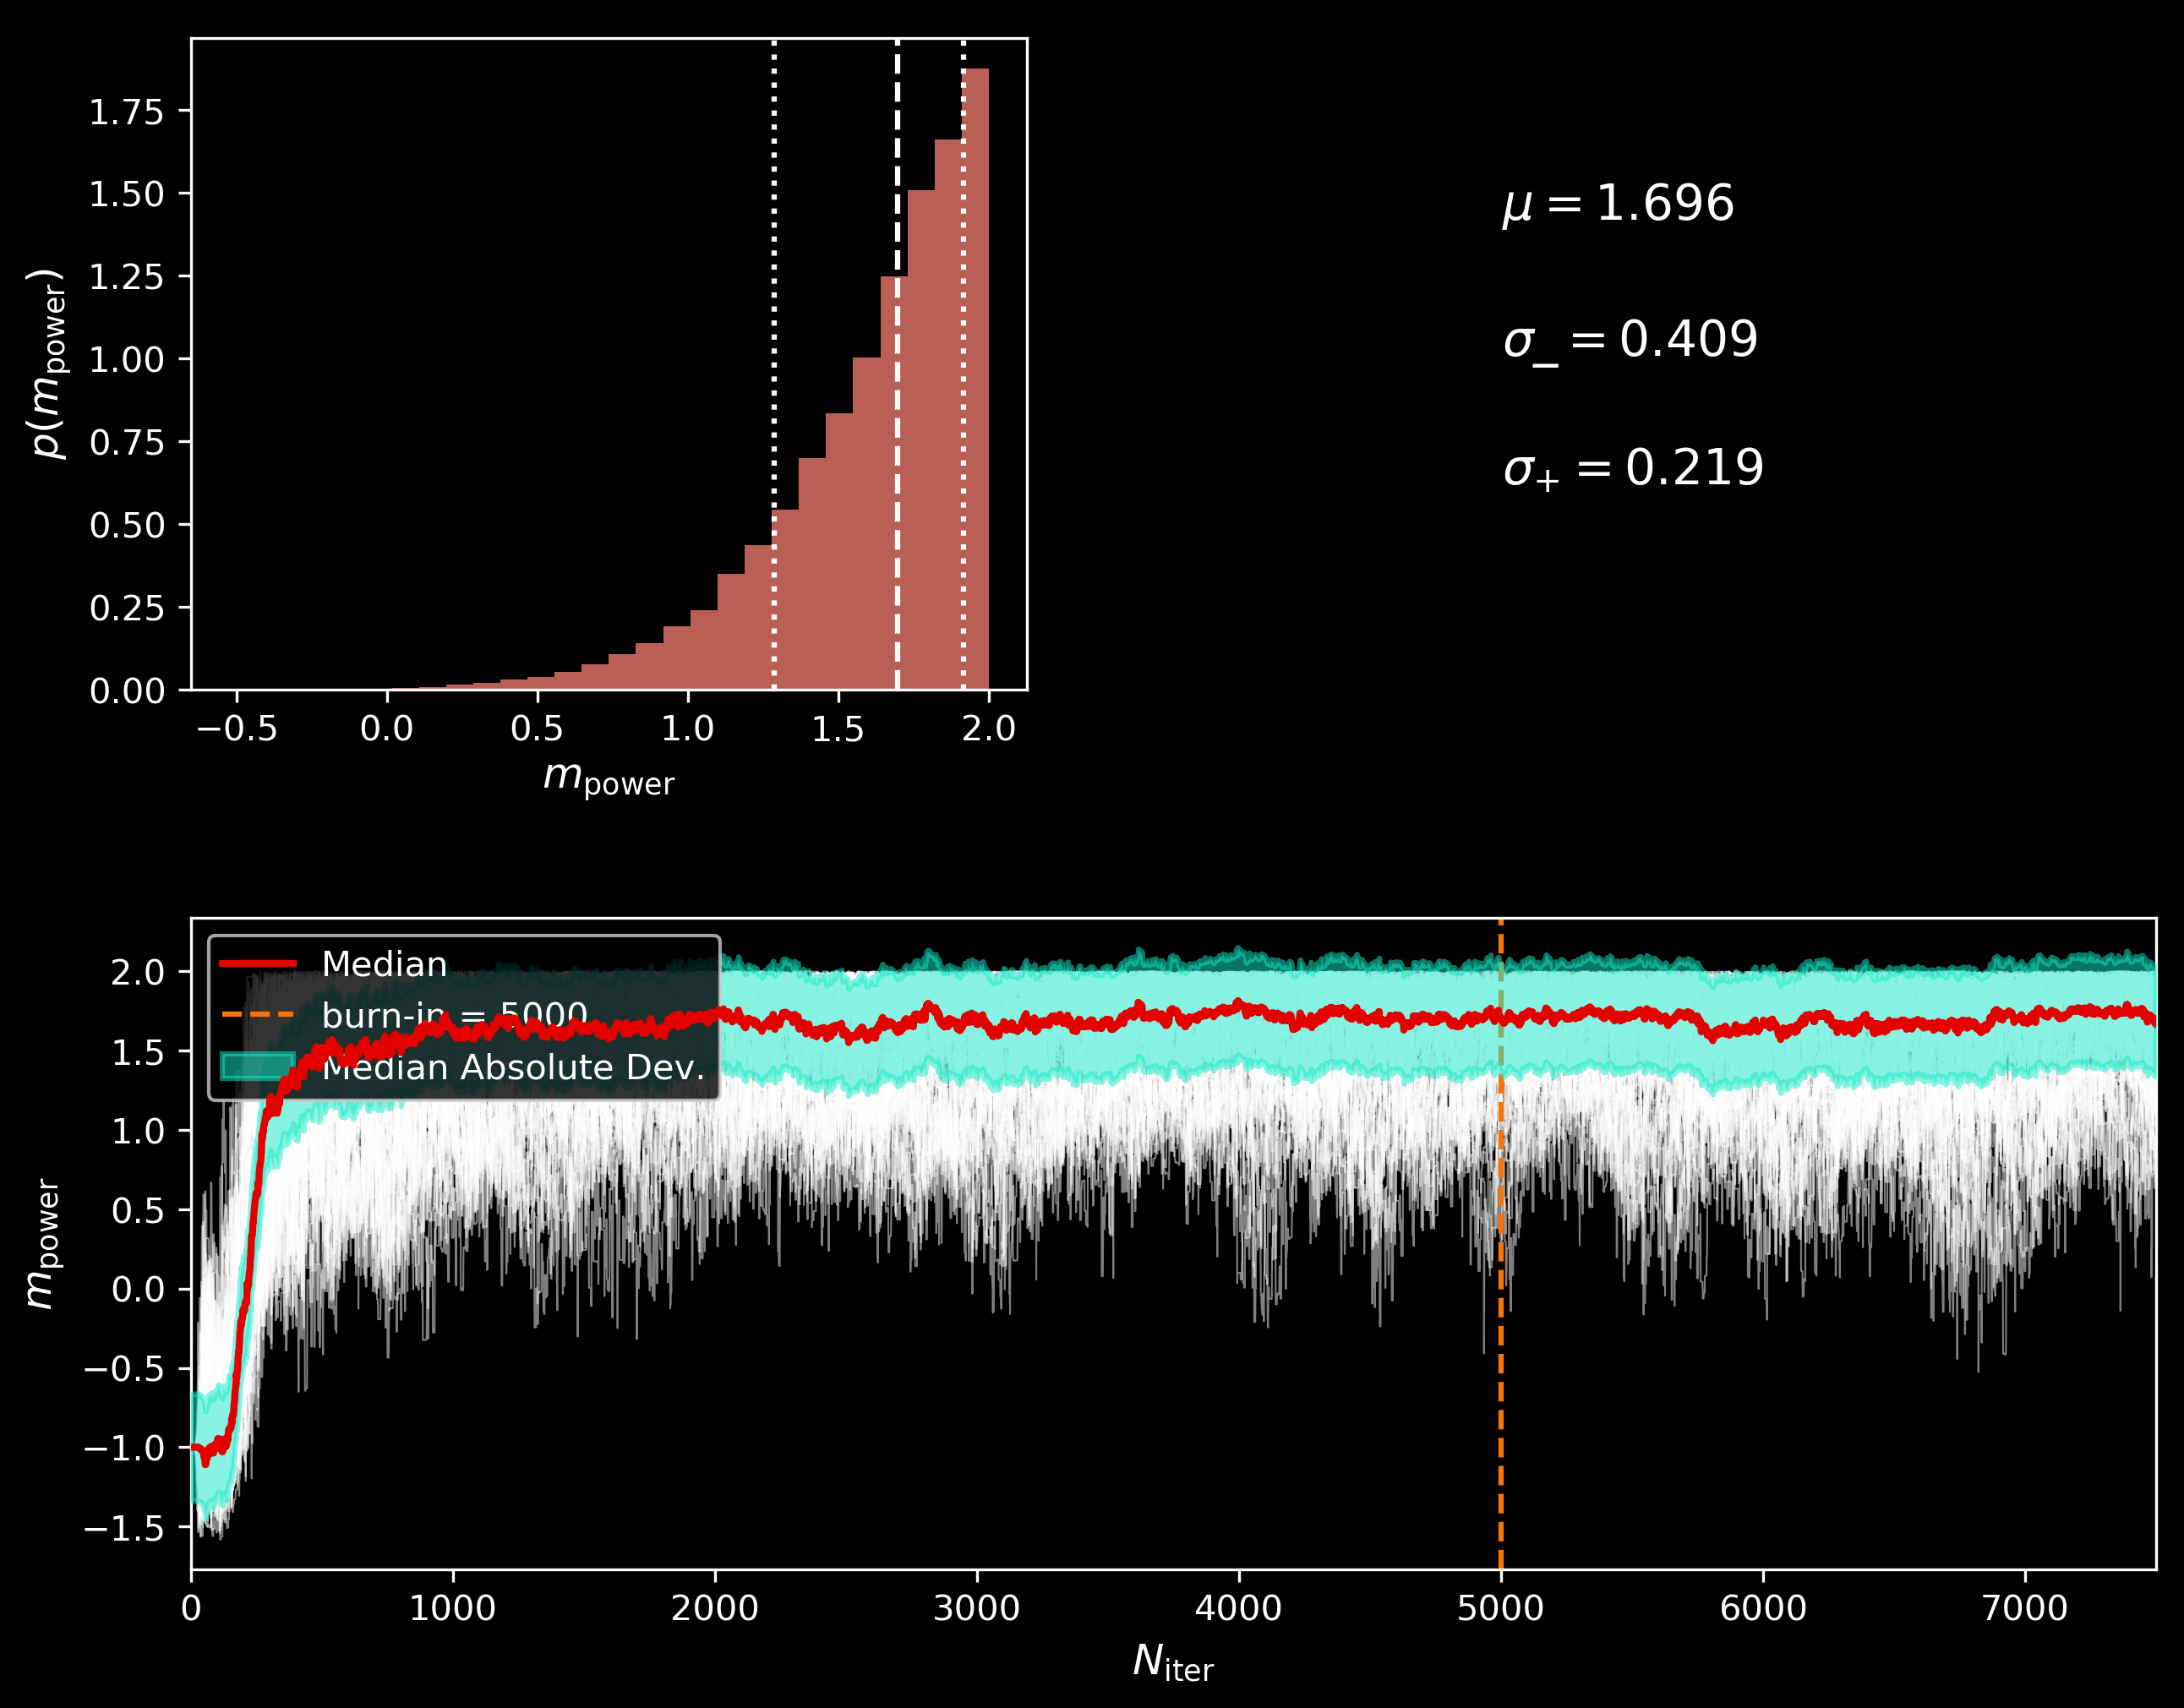 1.75
1.50
1.25
1.00
0.75
0.50
0.25
0.00
p(m_power)
−0.5 0.0 0.5 1.0 1.5 2.0
m_power
μ = 1.696
σ_− = 0.409
σ_+ = 0.219
2.0
1.5
1.0
0.5
0.0
−0.5
−1.0
−1.5
m_power
Median
burn-in = 5000
Median Absolute Dev.
0 1000 2000 3000 4000 5000 6000 7000
N_iter